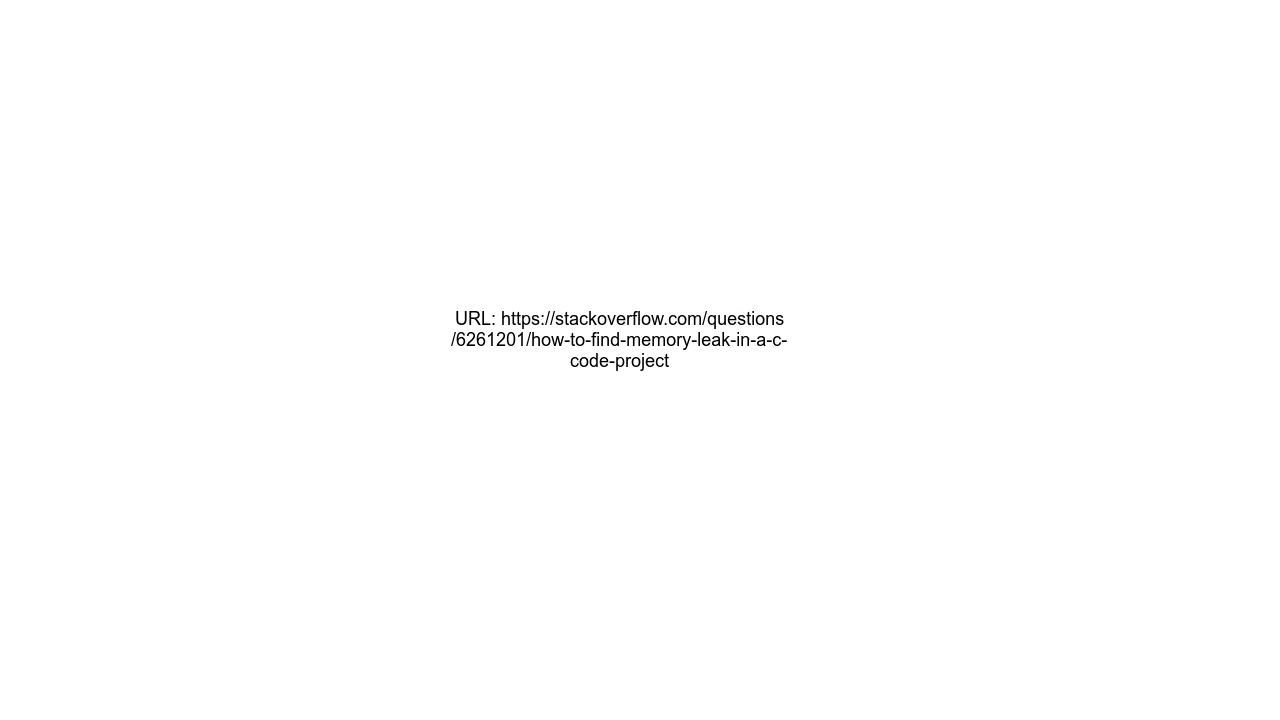 URL: https://stackoverflow.com/questions
/6261201/how-to-find-memory-leak-in-a-c-
code-project